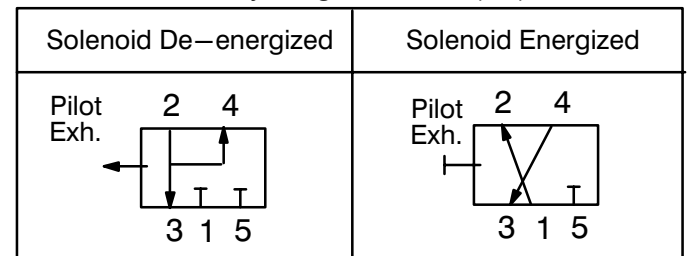 Solenoid De–energized
Solenoid Energized
Pilot
Exh.
2 4
3 1 5
Pilot
Exh.
2 4
3 1 5